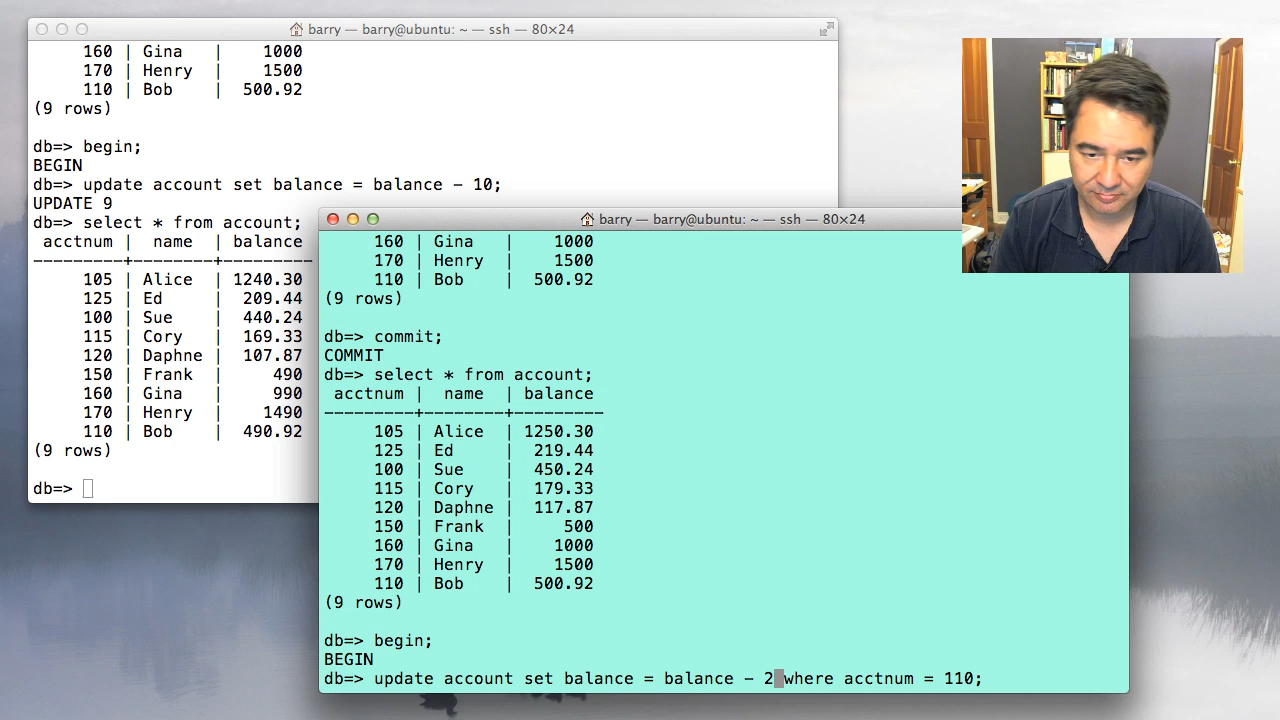 barry — barry@ubuntu: ~ — ssh — 80×24
160 | Gina   |    1000
170 | Henry  |    1500
110 | Bob    |  500.92
(9 rows)
db=> begin;
BEGIN
db=> update account set balance = balance - 10;
UPDATE 9
db=> select * from account;
acctnum |  name  | balance
---------+--------+---------
105 | Alice  | 1240.30
125 | Ed     |  209.44
100 | Sue    |  440.24
115 | Cory   |  169.33
120 | Daphne |  107.87
150 | Frank  |     490
160 | Gina   |     990
170 | Henry  |    1490
110 | Bob    |  490.92
(9 rows)
db=>
barry — barry@ubuntu: ~ — ssh — 80×24
160 | Gina   |    1000
170 | Henry  |    1500
110 | Bob    |  500.92
(9 rows)
db=> commit;
COMMIT
db=> select * from account;
acctnum |  name  | balance
---------+--------+---------
105 | Alice  | 1250.30
125 | Ed     |  219.44
100 | Sue    |  450.24
115 | Cory   |  179.33
120 | Daphne |  117.87
150 | Frank  |     500
160 | Gina   |    1000
170 | Henry  |    1500
110 | Bob    |  500.92
(9 rows)
db=> begin;
BEGIN
db=> update account set balance = balance - 2 where acctnum = 110;